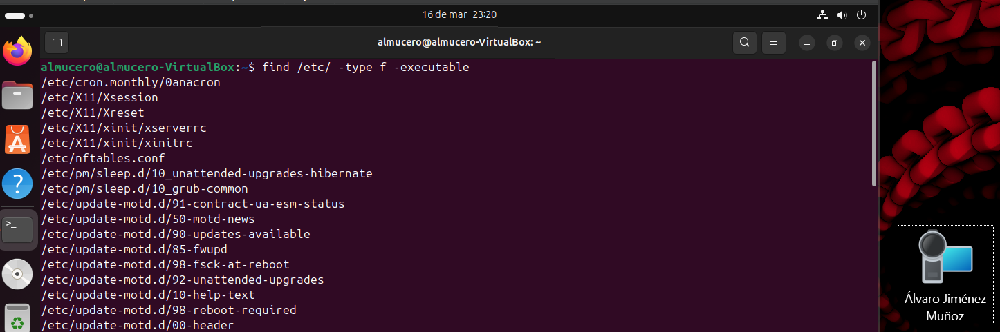 16 de mar 23:20
almucero@almucero-VirtualBox: ~
almucero@almucero-VirtualBox:~$ find /etc/ -type f -executable
/etc/cron.monthly/0anacron
/etc/X11/Xsession
/etc/X11/Xreset
/etc/X11/xinit/xserverrc
/etc/X11/xinit/xinitrc
/etc/nftables.conf
/etc/pm/sleep.d/10_unattended-upgrades-hibernate
/etc/pm/sleep.d/10_grub-common
/etc/update-motd.d/91-contract-ua-esm-status
/etc/update-motd.d/50-motd-news
/etc/update-motd.d/90-updates-available
/etc/update-motd.d/85-fwupd
/etc/update-motd.d/98-fsck-at-reboot
/etc/update-motd.d/92-unattended-upgrades
/etc/update-motd.d/10-help-text
/etc/update-motd.d/98-reboot-required
/etc/update-motd.d/00-header
Álvaro Jiménez
Muñoz